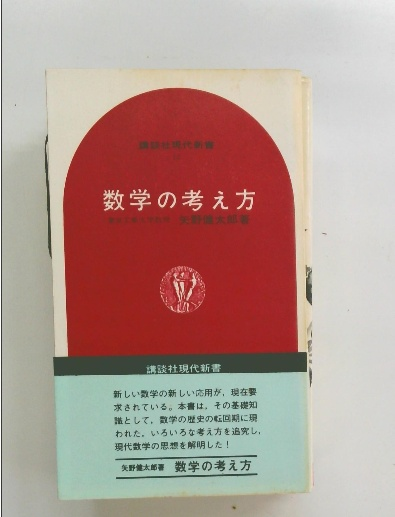 講談社現代新書
数学の考え方
矢野健太郎著
講談社現代新書
新しい数学の新しい応用が，現在要
求されている。本書は，その基礎知
識として，数学の歴史の転回期に現
われた，いろいろな考え方を追究し，
現代数学の思想を解明した！
矢野健太郎著 数学の考え方